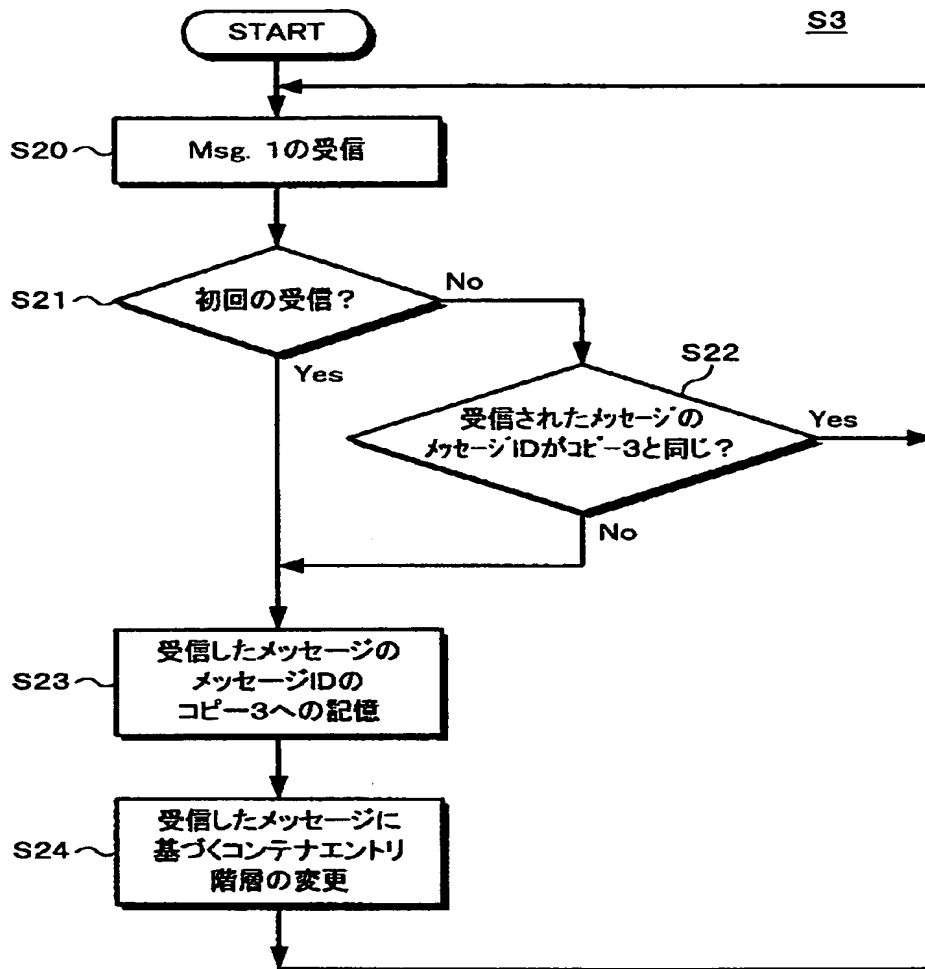 START
S3
S20
Msg. 1の受信
S21
初回の受信？
No
Yes
S22
受信されたメッセージの
メッセージIDがコピー3と同じ？
Yes
No
S23
受信したメッセージの
メッセージIDの
コピー3への記憶
S24
受信したメッセージに
基づくコンテナエントリ
階層の変更